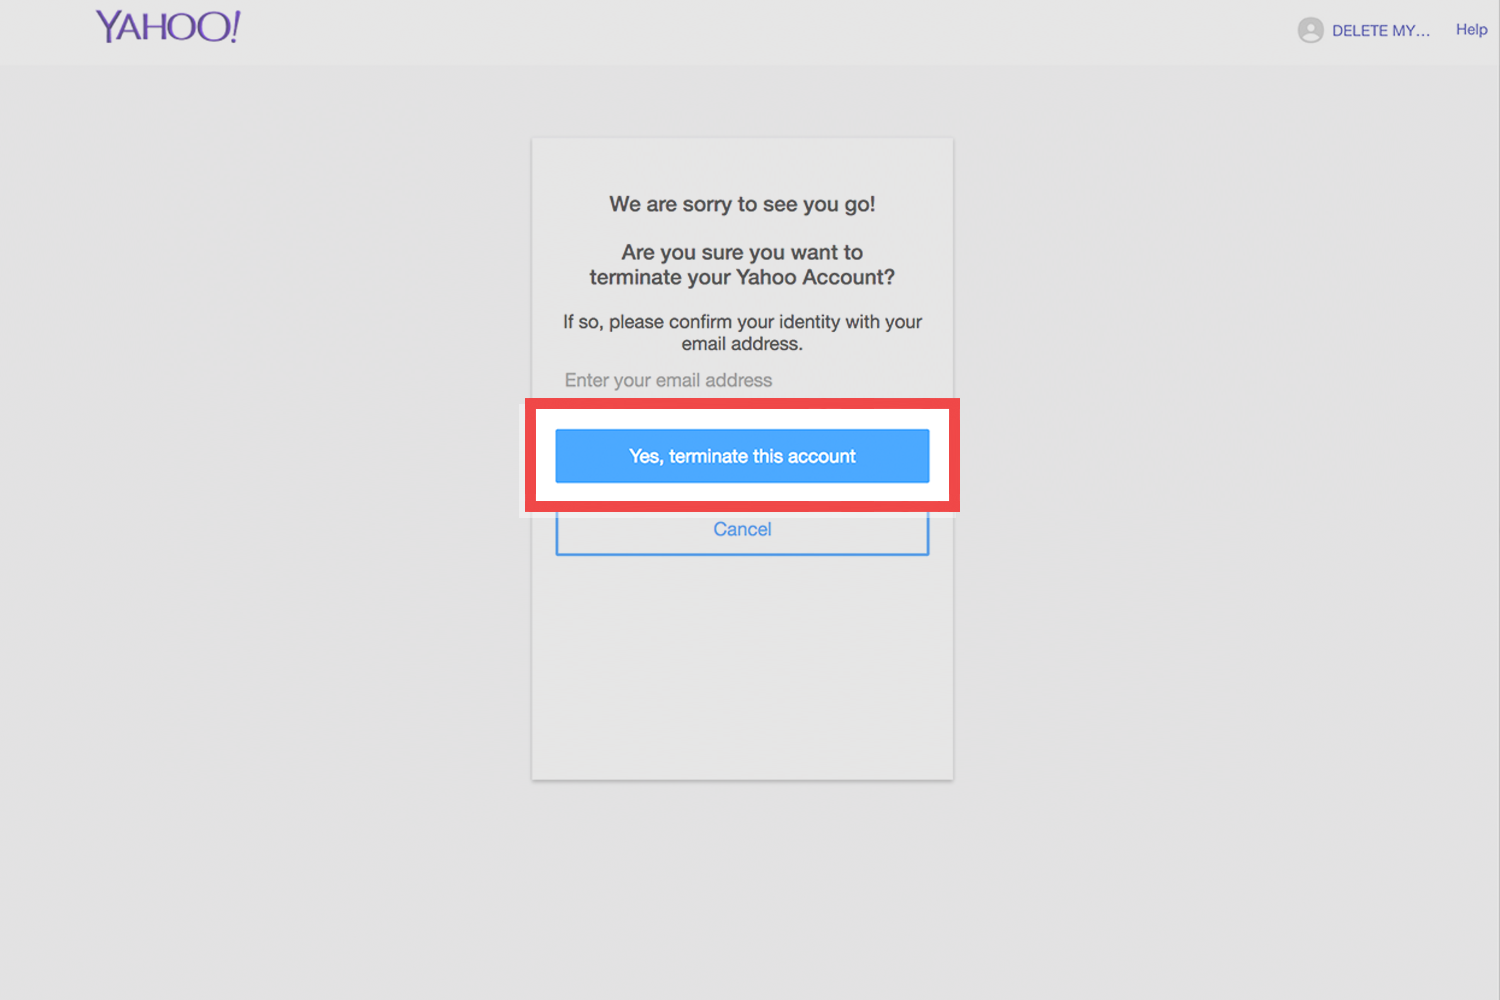 YAHOO!
DELETE MY...
Help
We are sorry to see you go!
Are you sure you want to
terminate your Yahoo Account?
If so, please confirm your identity with your
email address.
Enter your email address
Yes, terminate this account
Cancel